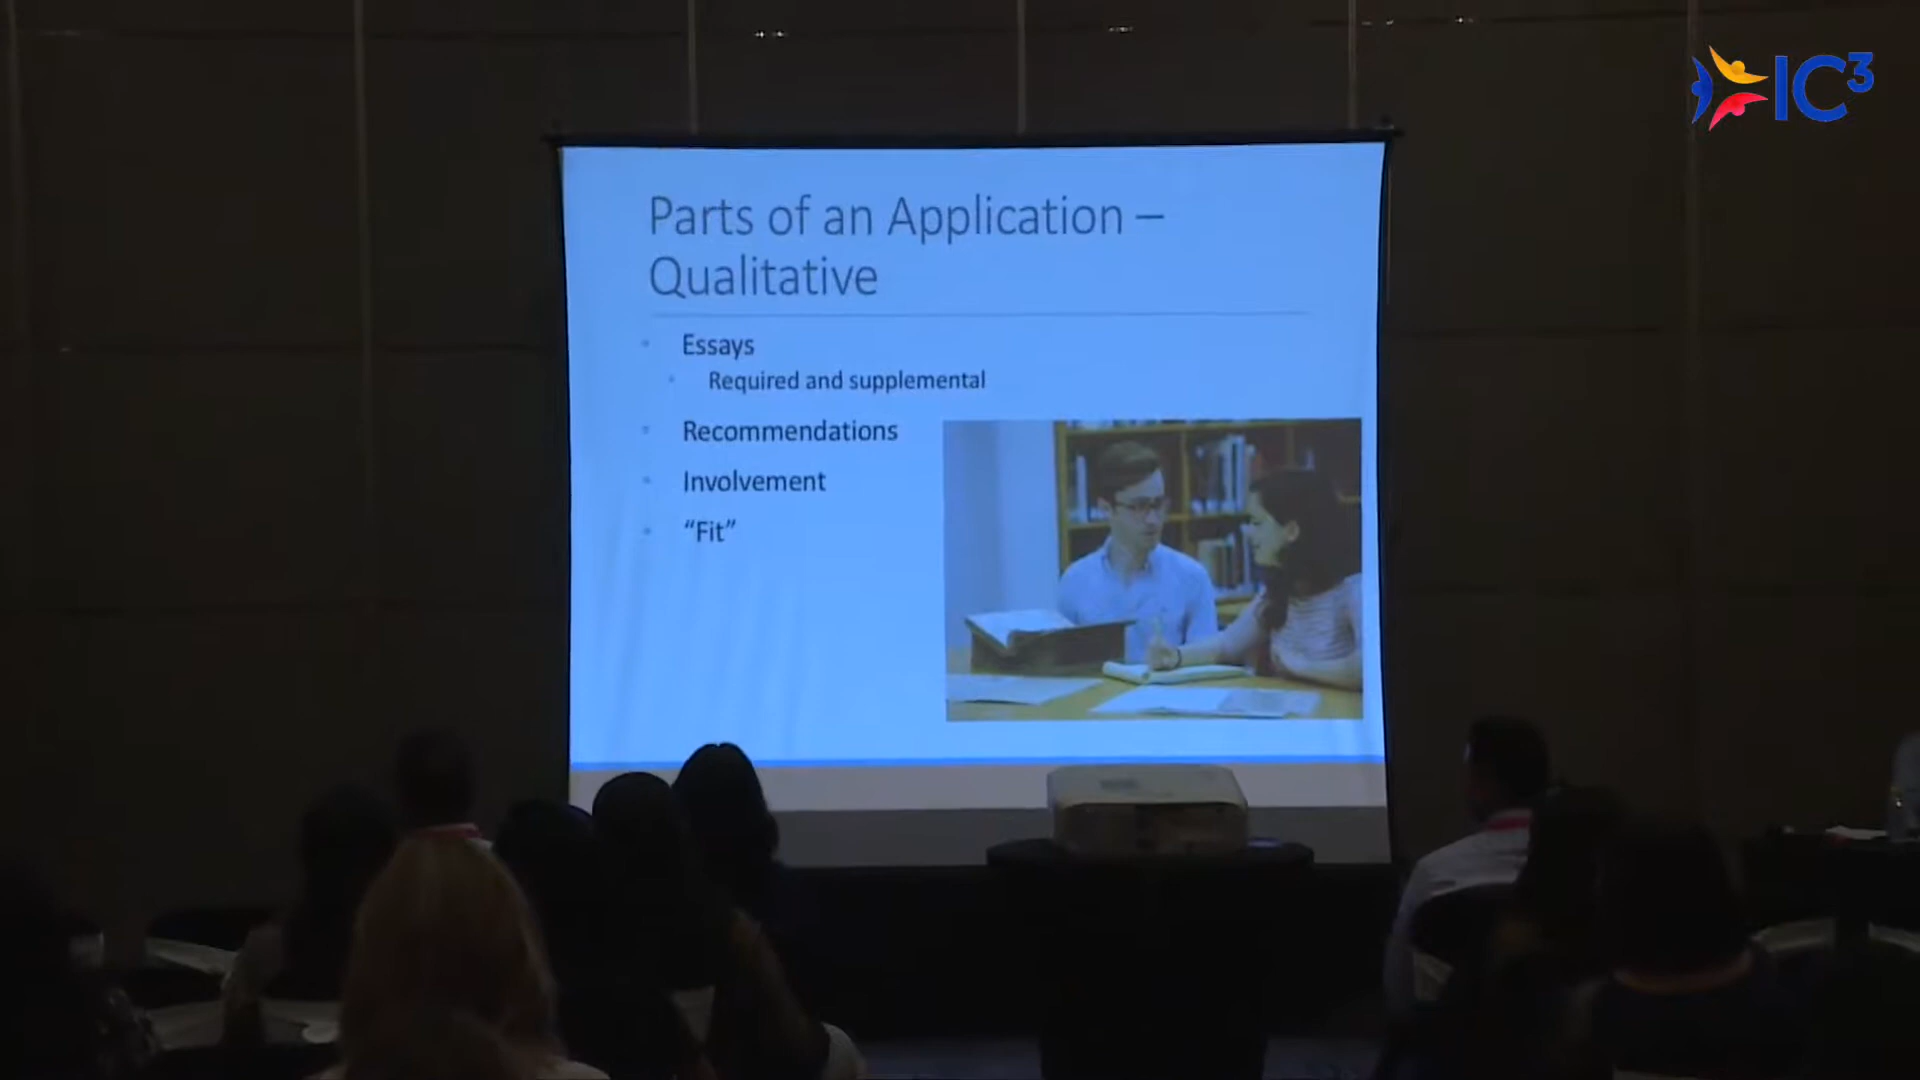 IC³
Parts of an Application –
Qualitative
Essays
Required and supplemental
Recommendations
Involvement
“Fit”